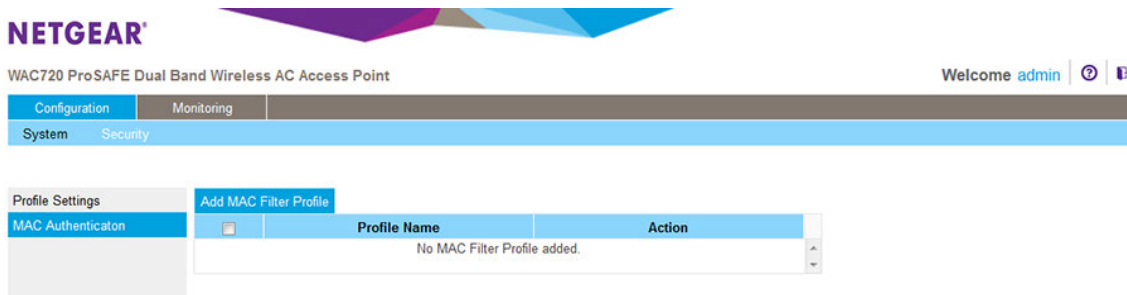 NETGEAR®
WAC720 ProSAFE Dual Band Wireless AC Access Point
Welcome admin
Configuration Monitoring
System Security
Profile Settings
Add MAC Filter Profile
MAC Authenticaton
Profile Name Action
No MAC Filter Profile added.